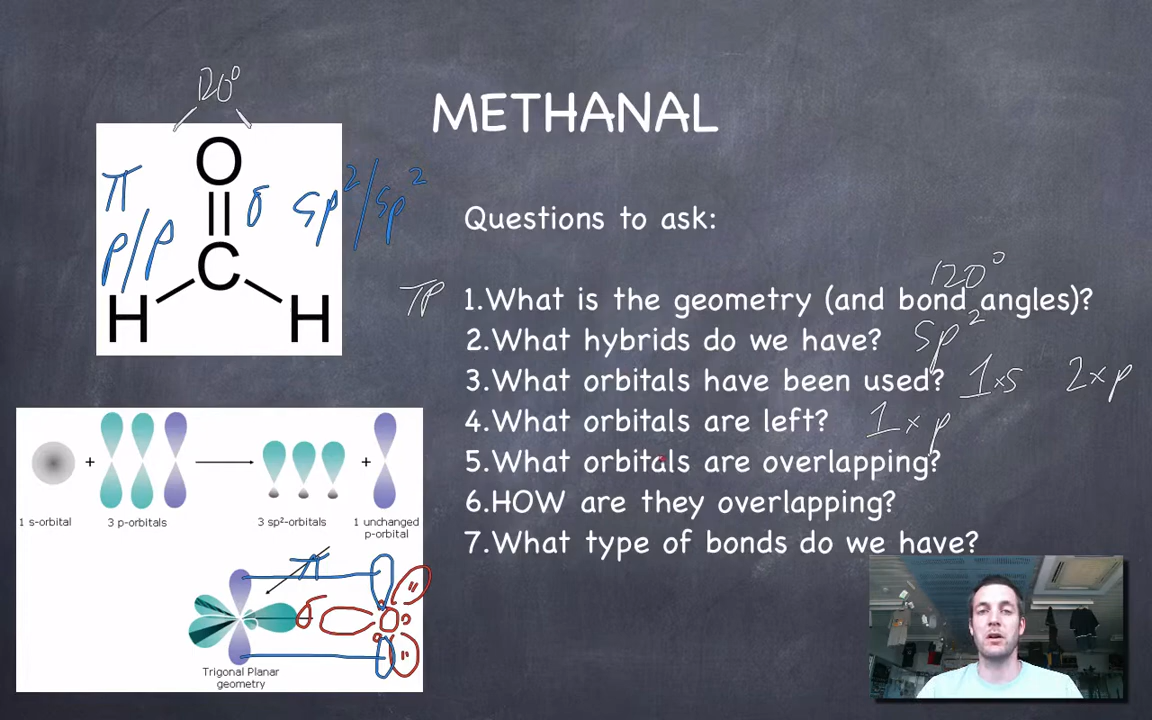 120°
METHANAL
O
π
σ sp²/sp²
p/p
C
H H
Questions to ask:
120°
TP 1.What is the geometry (and bond angles)?
2.What hybrids do we have? sp²
3.What orbitals have been used? 1×s 2×p
4.What orbitals are left? 1×p
5.What orbitals are overlapping?
6.HOW are they overlapping?
7.What type of bonds do we have?
+ +
1 s-orbital 3 p-orbitals 3 sp²-orbitals 1 unchanged
p-orbital
π
σ
Trigonal Planar
geometry